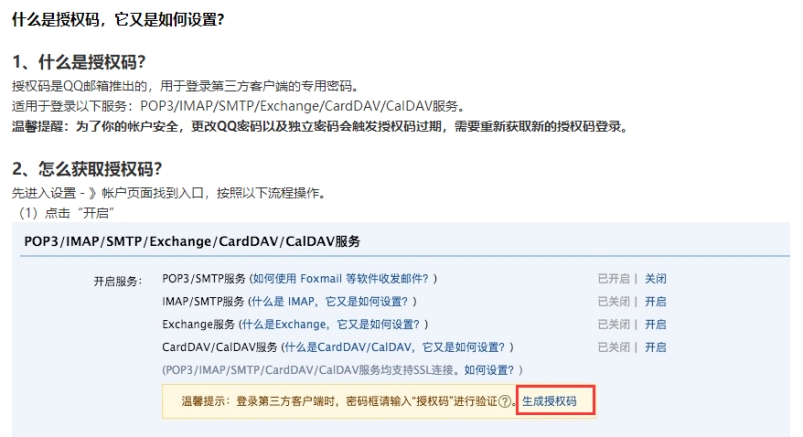 什么是授权码，它又是如何设置？
1、什么是授权码？
授权码是QQ邮箱推出的，用于登录第三方客户端的专用密码。
适用于登录以下服务：POP3/IMAP/SMTP/Exchange/CardDAV/CalDAV服务。
温馨提醒：为了你的帐户安全，更改QQ密码以及独立密码会触发授权码过期，需要重新获取新的授权码登录。
2、怎么获取授权码？
先进入设置－》帐户页面找到入口，按照以下流程操作。
（1）点击“开启”
POP3/IMAP/SMTP/Exchange/CardDAV/CalDAV服务
开启服务： POP3/SMTP服务 (如何使用 Foxmail 等软件收发邮件？) 已开启 | 关闭
IMAP/SMTP服务 (什么是 IMAP，它又是如何设置？) 已关闭 | 开启
Exchange服务 (什么是Exchange，它又是如何设置？) 已关闭 | 开启
CardDAV/CalDAV服务 (什么是CardDAV/CalDAV，它又是如何设置？) 已关闭 | 开启
(POP3/IMAP/SMTP/CardDAV/CalDAV服务均支持SSL连接。如何设置？)
温馨提示：登录第三方客户端时，密码框请输入“授权码”进行验证?。生成授权码